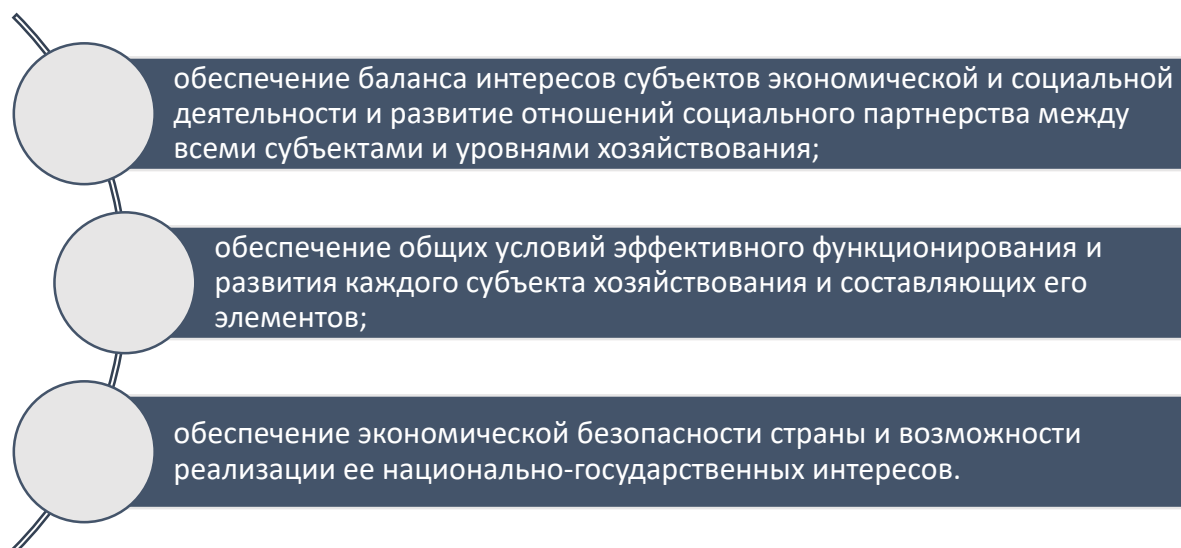 обеспечение баланса интересов субъектов экономической и социальной
деятельности и развитие отношений социального партнерства между
всеми субъектами и уровнями хозяйствования;
обеспечение общих условий эффективного функционирования и
развития каждого субъекта хозяйствования и составляющих его
элементов;
обеспечение экономической безопасности страны и возможности
реализации ее национально-государственных интересов.